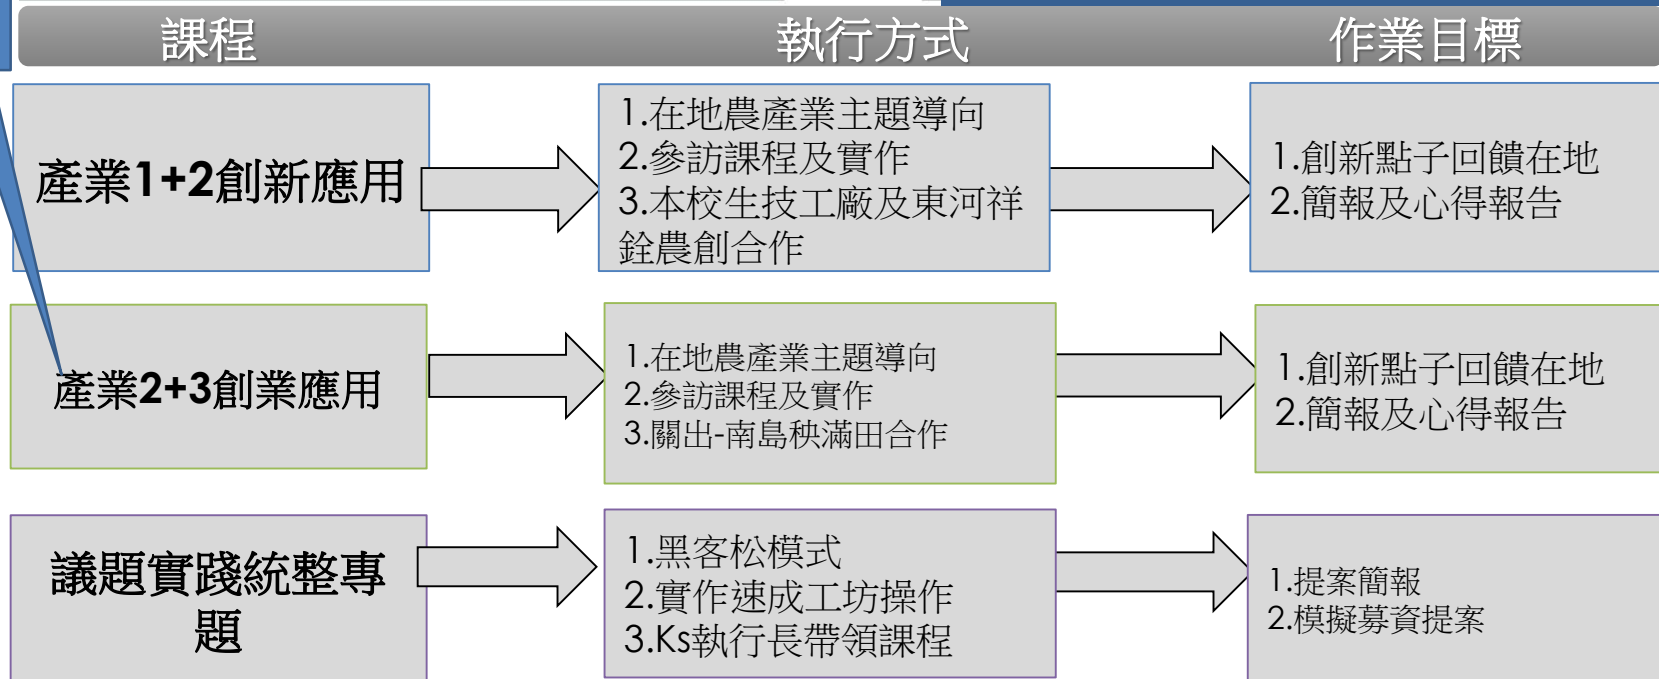 課程 執行方式 作業目標
產業1+2創新應用
1.在地農產業主題導向
2.參訪課程及實作
3.本校生技工廠及東河祥
銓農創合作
1.創新點子回饋在地
2.簡報及心得報告
產業2+3創業應用
1.在地農產業主題導向
2.參訪課程及實作
3.關出-南島秧滿田合作
1.創新點子回饋在地
2.簡報及心得報告
議題實踐統整專
題
1.黑客松模式
2.實作速成工坊操作
3.Ks執行長帶領課程
1.提案簡報
2.模擬募資提案